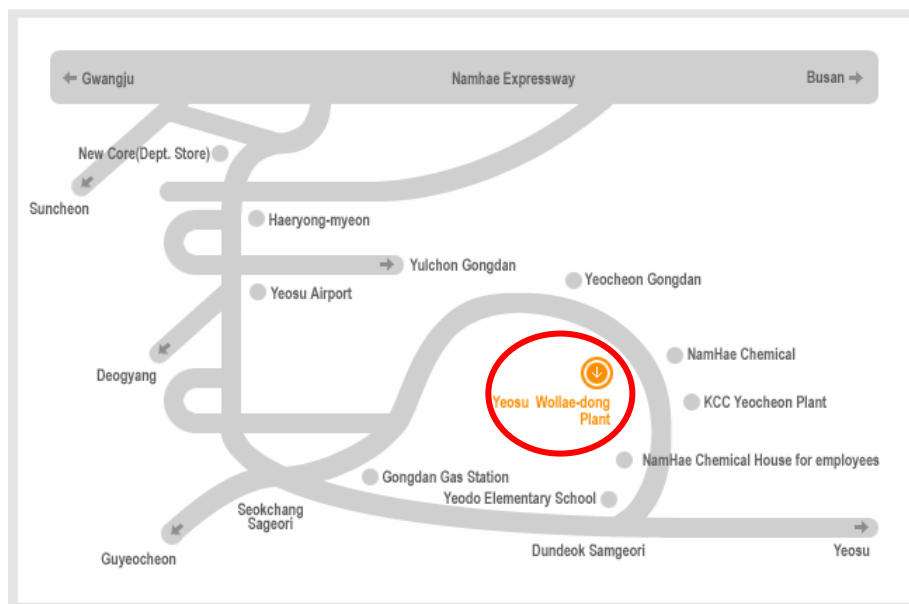 Gwangju
Namhae Expressway
Busan
New Core(Dept. Store)
Suncheon
Haeryong-myeon
Yulchon Gongdan
Yeocheon Gongdan
Yeosu Airport
NamHae Chemical
Deogyang
Yeosu Wollae-dong
Plant
KCC Yeocheon Plant
NamHae Chemical House for employees
Gongdan Gas Station
Yeodo Elementary School
Seokchang
Sageori
Guyeocheon
Dundeok Samgeori
Yeosu